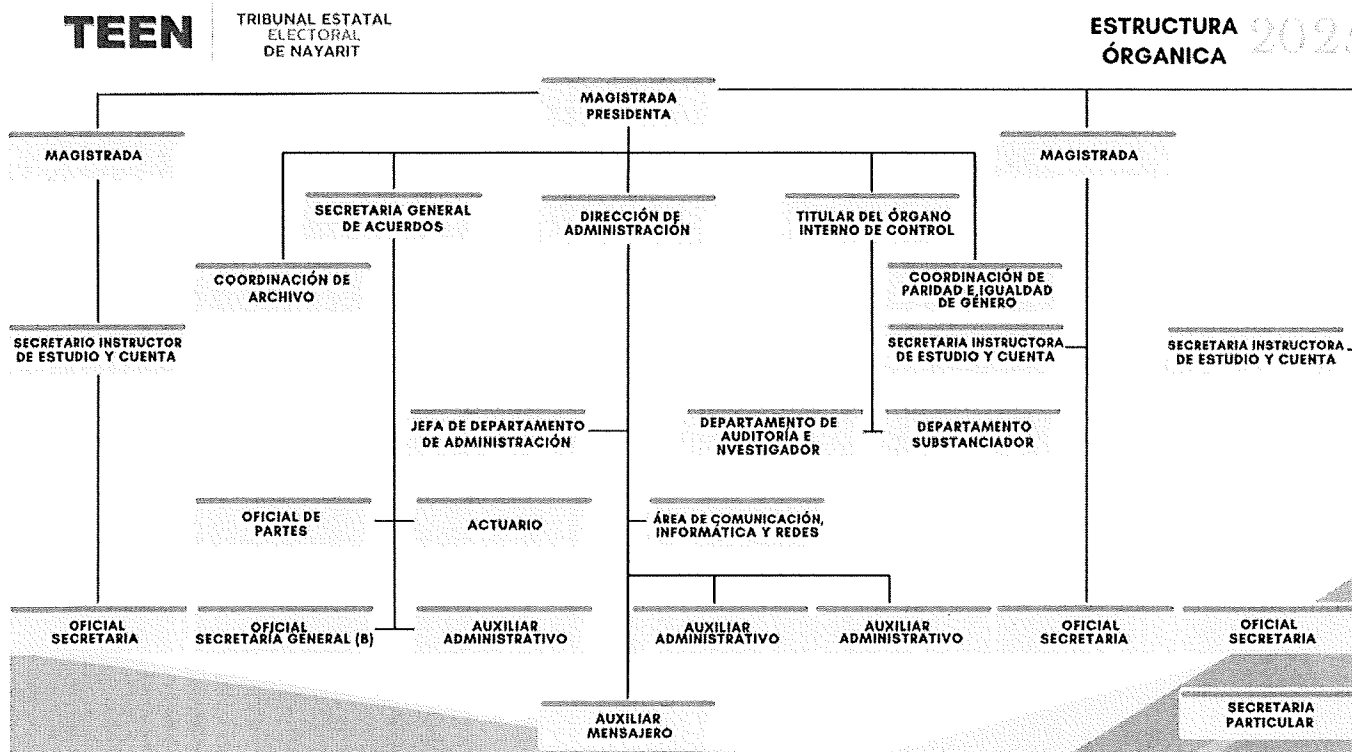 TEEN
TRIBUNAL ESTATAL
ELECTORAL
DE NAYARIT
ESTRUCTURA
ÓRGANICA
MAGISTRADA
PRESIDENTA
MAGISTRADA
MAGISTRADA
SECRETARIA GENERAL
DE ACUERDOS
DIRECCIÓN DE
ADMINISTRACIÓN
TITULAR DEL ÓRGANO
INTERNO DE CONTROL
COORDINACIÓN DE
ARCHIVO
COORDINACIÓN DE
PARIDAD E IGUALDAD
DE GÉNERO
SECRETARIO INSTRUCTOR
DE ESTUDIO Y CUENTA
SECRETARIA INSTRUCTORA
DE ESTUDIO Y CUENTA
SECRETARIA INSTRUCTORA
DE ESTUDIO Y CUENTA
JEFA DE DEPARTAMENTO
DE ADMINISTRACIÓN
DEPARTAMENTO DE
AUDITORÍA E
NVESTIGADOR
DEPARTAMENTO
SUBSTANCIADOR
OFICIAL DE
PARTES
ACTUARIO
ÁREA DE COMUNICACIÓN,
INFORMÁTICA Y REDES
OFICIAL
SECRETARIA
OFICIAL
SECRETARÍA GENERAL (B)
AUXILIAR
ADMINISTRATIVO
AUXILIAR
ADMINISTRATIVO
AUXILIAR
ADMINISTRATIVO
OFICIAL
SECRETARIA
OFICIAL
SECRETARIA
AUXILIAR
MENSAJERO
SECRETARIA
PARTICULAR